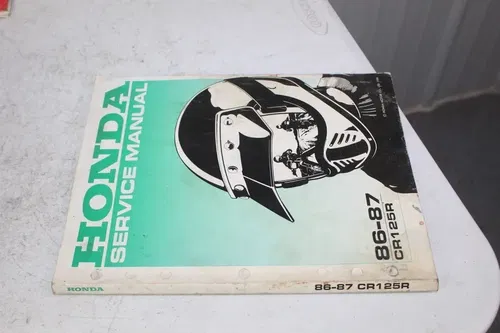 HONDA
SERVICE MANUAL
86-87
CR125R
HONDA
86-87 CR125R